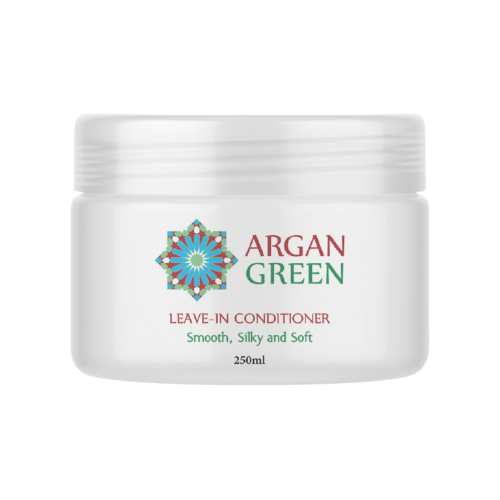 ARGAN
GREEN
LEAVE-IN CONDITIONER
Smooth, Silky and Soft
250ml